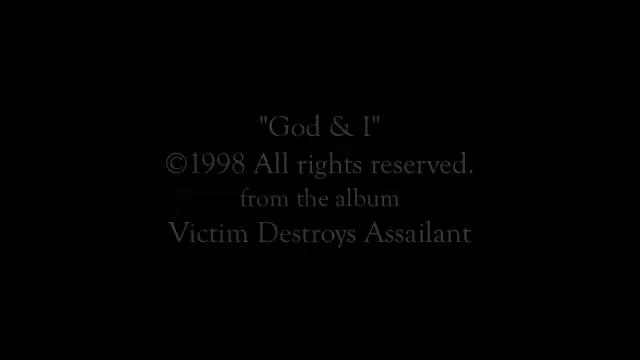 "God & I"
©1998 All rights reserved.
from the album
Victim Destroys Assailant